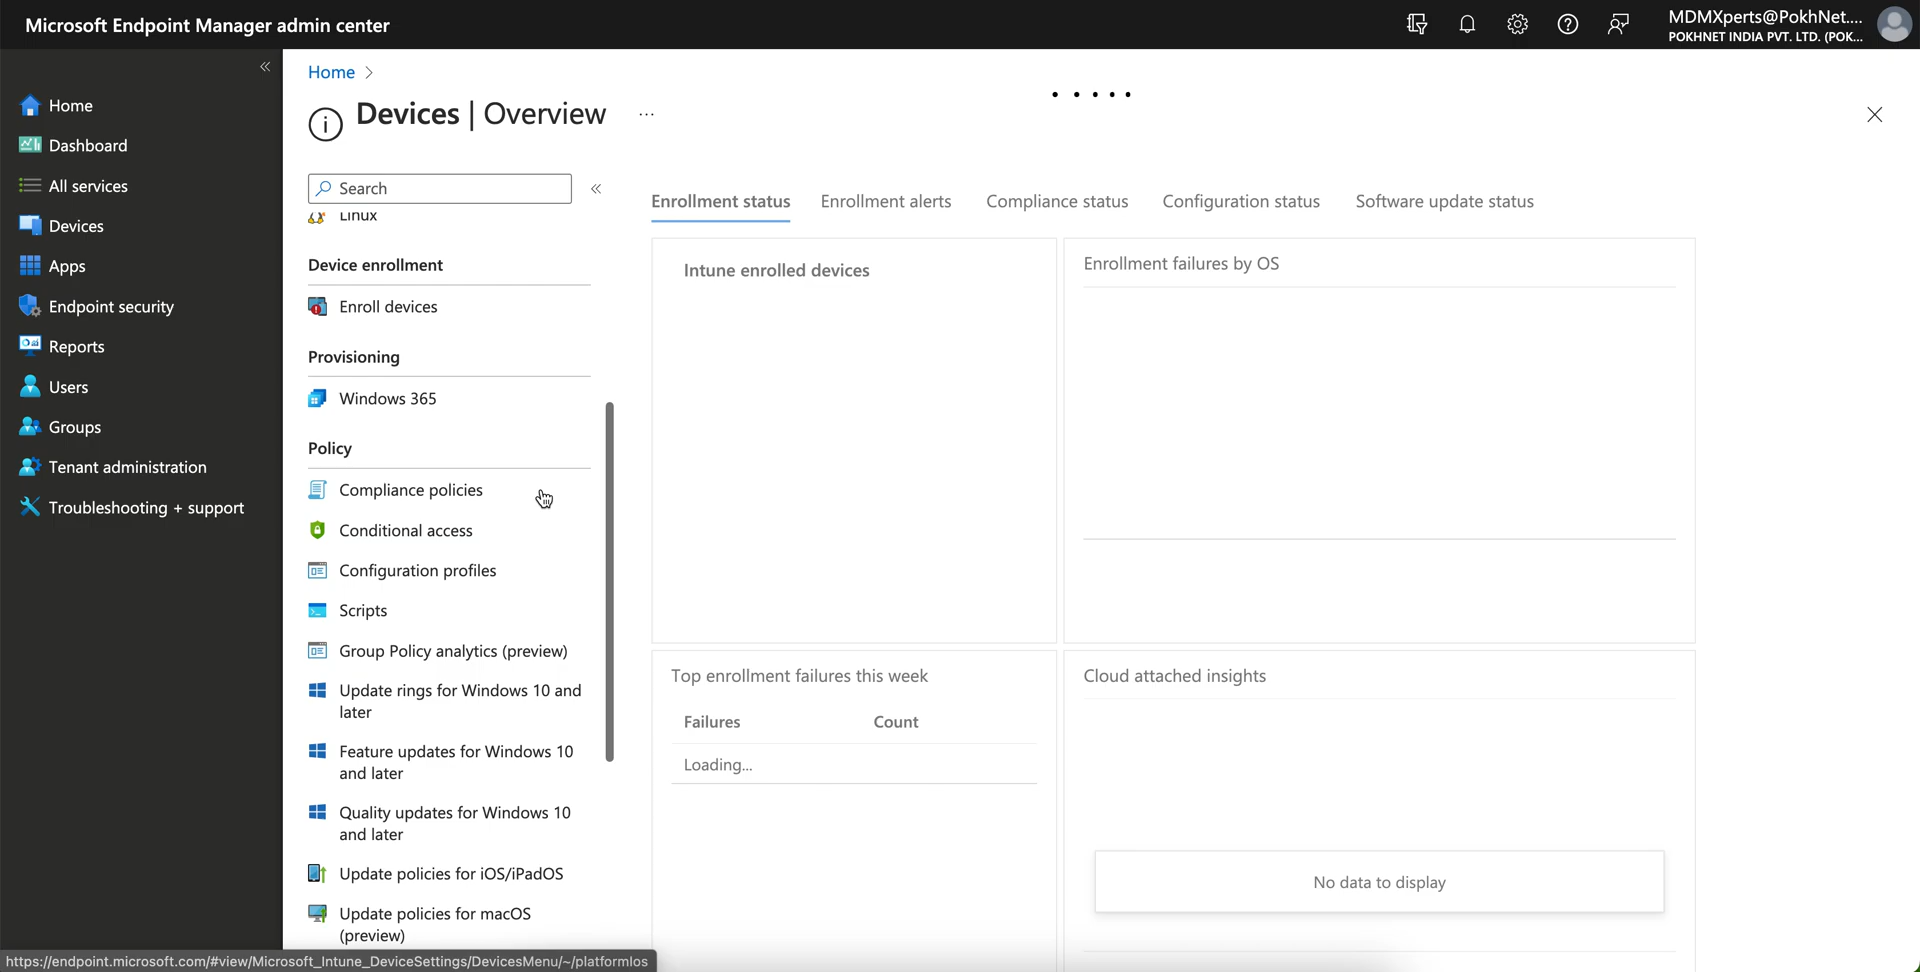 Microsoft Endpoint Manager admin center
MDMXperts@PokhNet....
POKHNET INDIA PVT. LTD. (POK...
Home
Dashboard
All services
Devices
Apps
Endpoint security
Reports
Users
Groups
Tenant administration
Troubleshooting + support
Home >
Devices | Overview ...
Search
Linux
Device enrollment
Enroll devices
Provisioning
Windows 365
Policy
Compliance policies
Conditional access
Configuration profiles
Scripts
Group Policy analytics (preview)
Update rings for Windows 10 and
later
Feature updates for Windows 10
and later
Quality updates for Windows 10
and later
Update policies for iOS/iPadOS
Update policies for macOS
(preview)
Enrollment status Enrollment alerts Compliance status Configuration status Software update status
Intune enrolled devices
Enrollment failures by OS
Top enrollment failures this week
Failures Count
Loading...
Cloud attached insights
No data to display
https://endpoint.microsoft.com/#view/Microsoft_Intune_DeviceSettings/DevicesMenu/~/platformIos